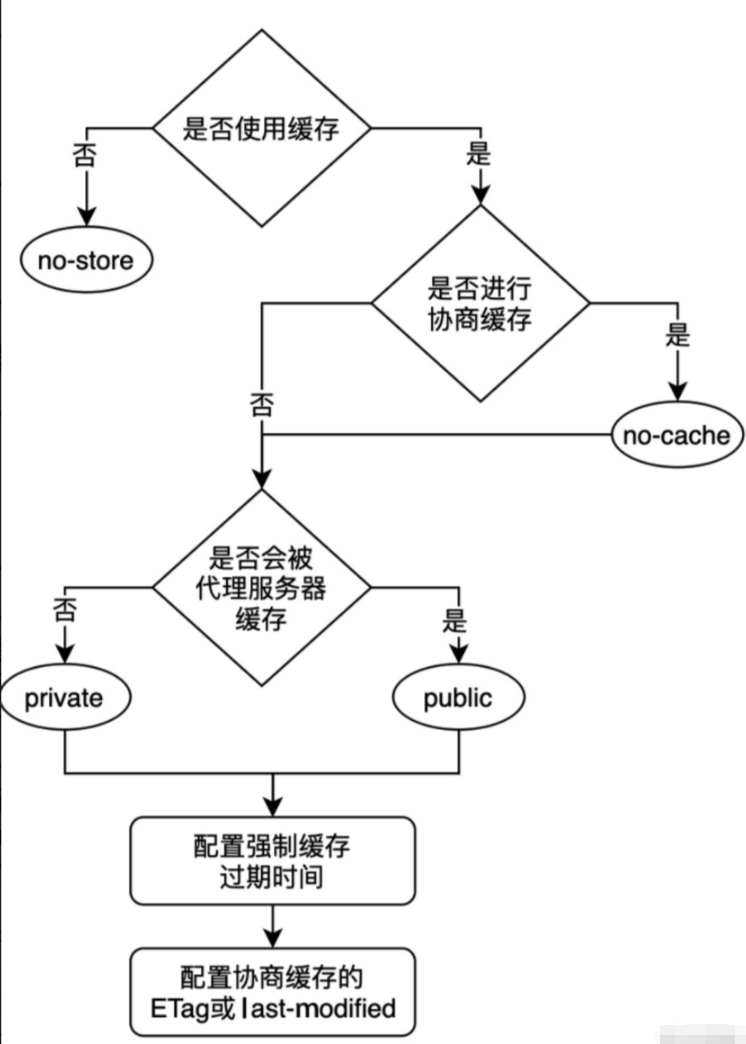 是否使用缓存
否
是
no-store
是否进行
协商缓存
是
否
no-cache
是否会被
代理服务器
缓存
否
是
private
public
配置强制缓存
过期时间
配置协商缓存的
ETag或last-modified